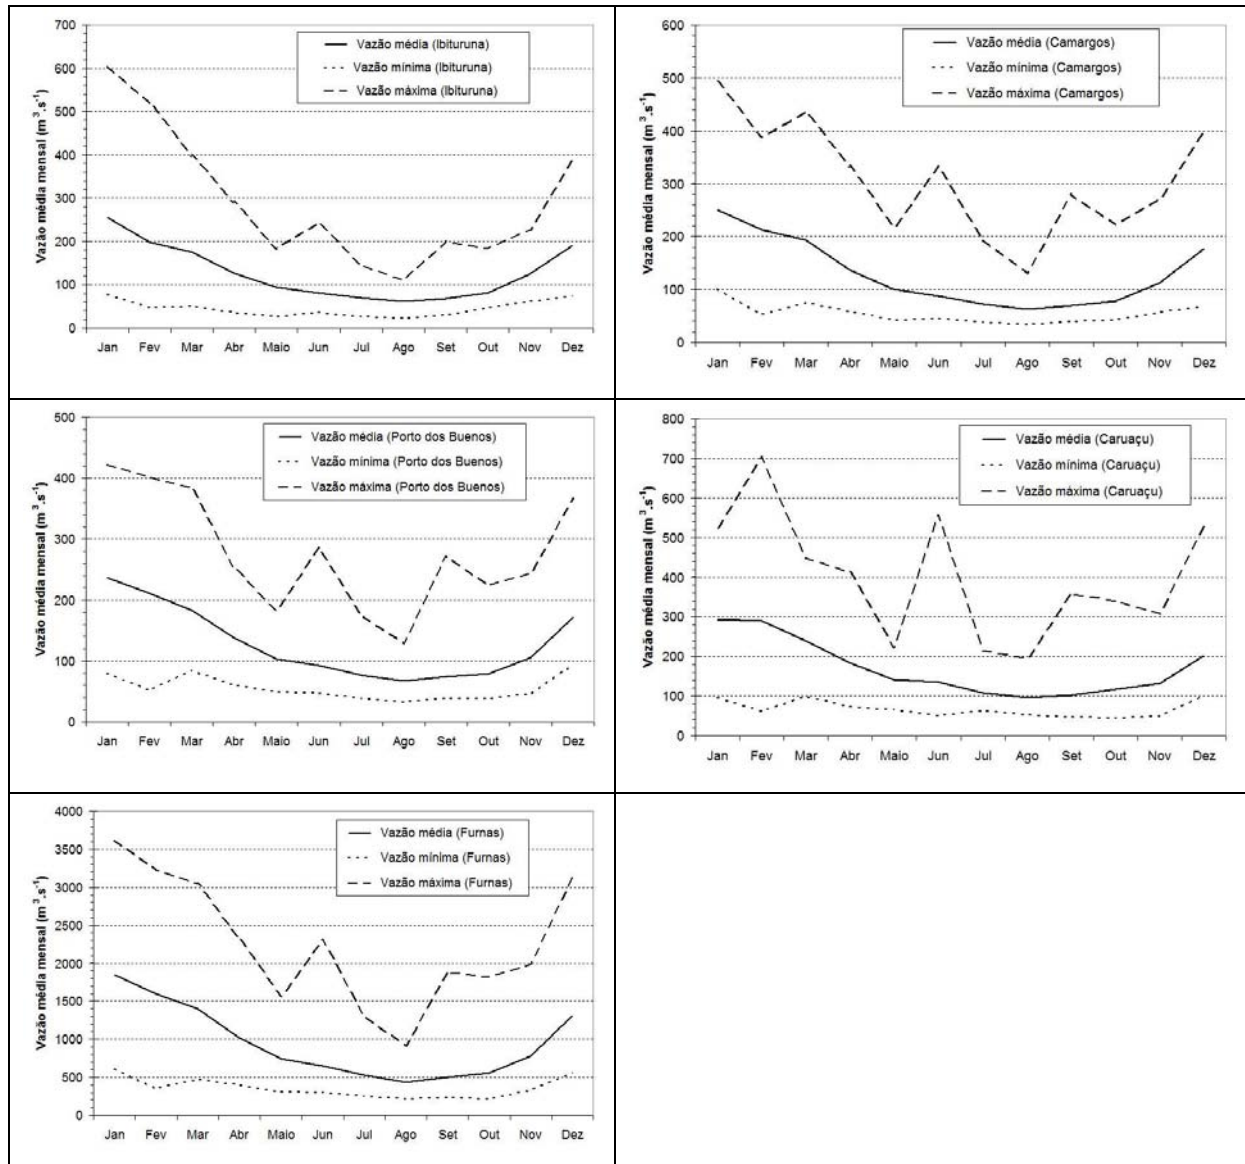 Vazão média mensal (m³.s⁻¹)
700
600
500
400
300
200
100
0
Vazão média (Ibituruna)
Vazão mínima (Ibituruna)
Vazão máxima (Ibituruna)
Jan Fev Mar Abr Maio Jun Jul Ago Set Out Nov Dez
Vazão média mensal (m³.s⁻¹)
600
500
400
300
200
100
0
Vazão média (Camargos)
Vazão mínima (Camargos)
Vazão máxima (Camargos)
Jan Fev Mar Abr Maio Jun Jul Ago Set Out Nov Dez
Vazão média mensal (m³.s⁻¹)
500
400
300
200
100
0
Vazão média (Porto dos Buenos)
Vazão mínima (Porto dos Buenos)
Vazão máxima (Porto dos Buenos)
Jan Fev Mar Abr Maio Jun Jul Ago Set Out Nov Dez
Vazão média mensal (m³.s⁻¹)
800
700
600
500
400
300
200
100
0
Vazão média (Caruaçu)
Vazão mínima (Caruaçu)
Vazão máxima (Caruaçu)
Jan Fev Mar Abr Maio Jun Jul Ago Set Out Nov Dez
Vazão média mensal (m³.s⁻¹)
4000
3500
3000
2500
2000
1500
1000
500
0
Vazão média (Furnas)
Vazão mínima (Furnas)
Vazão máxima (Furnas)
Jan Fev Mar Abr Maio Jun Jul Ago Set Out Nov Dez